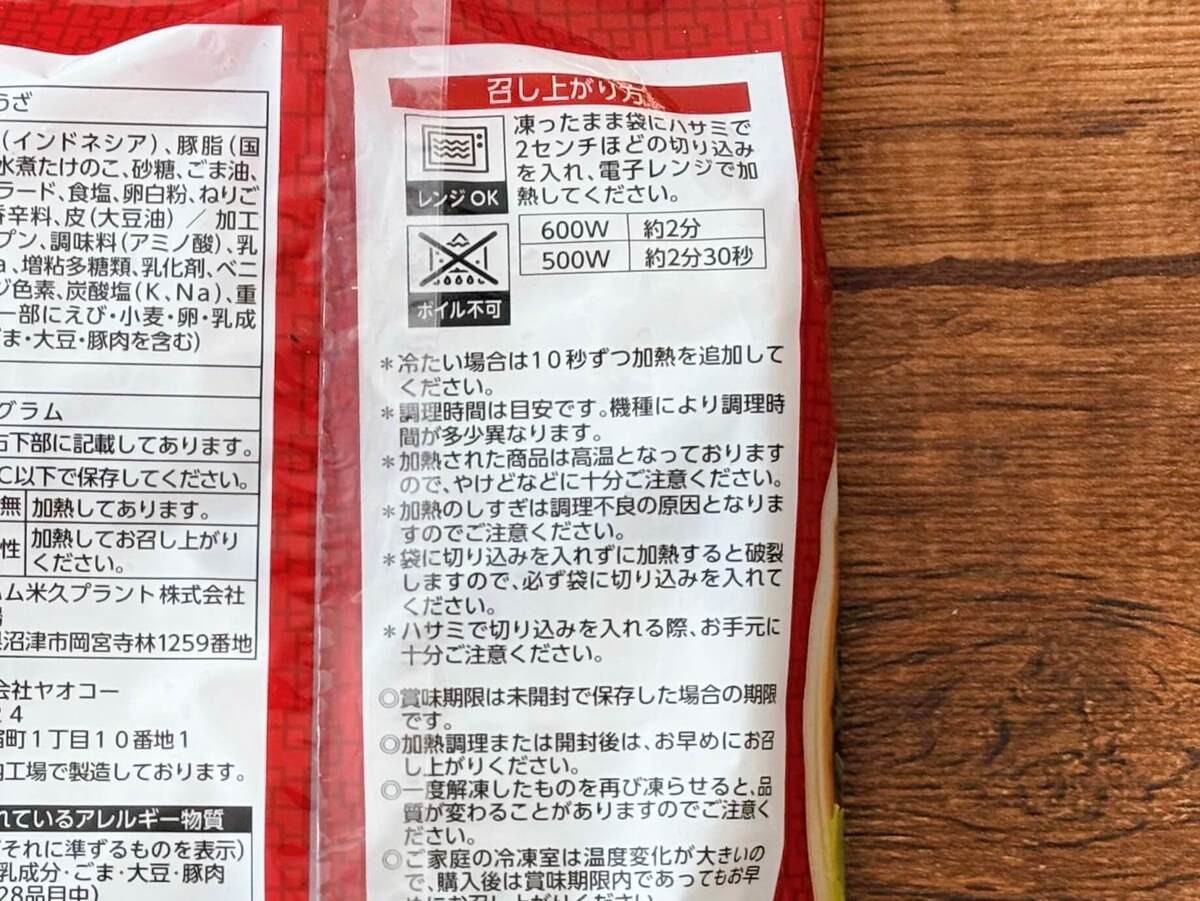 うざ
(インドネシア)、豚脂(国
水煮たけのこ、砂糖、ごま油、
ラード、食塩、卵白粉、ねりご
香辛料、皮(大豆油) / 加工
プン、調味料(アミノ酸)、乳
a、増粘多糖類、乳化剤、ベニ
ジ色素、炭酸塩(K、Na)、重
一部にえび・小麦・卵・乳成
ごま・大豆・豚肉を含む)
グラム
右下部に記載してあります。
℃以下で保存してください。
無 加熱してあります。
性 加熱してお召し上がり
ください。
ハム米久プラント株式会社
沼津市岡宮寺林1259番地
会社ヤオコー
24
宿町1丁目10番地1
内工場で製造しております。
れているアレルギー物質
それに準ずるものを表示)
乳成分・ごま・大豆・豚肉
28品目中)
召し上がり方
レンジOK
凍ったまま袋にハサミで
2センチほどの切り込み
を入れ、電子レンジで加
熱してください。
600W 約2分
500W 約2分30秒
ボイル不可
*冷たい場合は10秒ずつ加熱を追加して
ください。
*調理時間は目安です。機種により調理時
間が多少異なります。
*加熱された商品は高温となっております
ので、やけどなどに十分ご注意ください。
*加熱のしすぎは調理不良の原因となりま
すのでご注意ください。
*袋に切り込みを入れずに加熱すると破裂
しますので、必ず袋に切り込みを入れて
ください。
*ハサミで切り込みを入れる際、お手元に
十分ご注意ください。
◎賞味期限は未開封で保存した場合の期限
です。
◎加熱調理または開封後は、お早めにお召
し上がりください。
◎一度解凍したものを再び凍らせると、品
質が変わることがありますのでご注意く
ださい。
◎ご家庭の冷凍室は温度変化が大きいの
で、購入後は賞味期限内であってもお早
めにお召し上がりください。